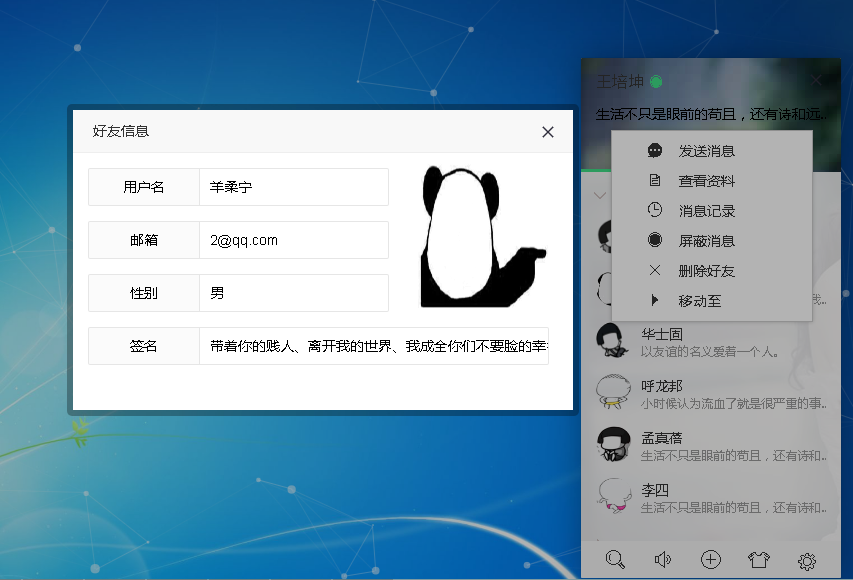 王培坤
生活不只是眼前的苟且，还有诗和远..
好友信息
用户名 羊柔宁
邮箱 2@qq.com
性别 男
签名 带着你的贱人、离开我的世界、我成全你们不要脸的幸
发送消息
查看资料
消息记录
屏蔽消息
删除好友
移动至
我..
华士固
以友谊的名义爱着一个人。
呼龙邦
小时候认为流血了就是很严重的事..
孟真蓓
生活不只是眼前的苟且，还有诗和..
李四
生活不只是眼前的苟且，还有诗和..